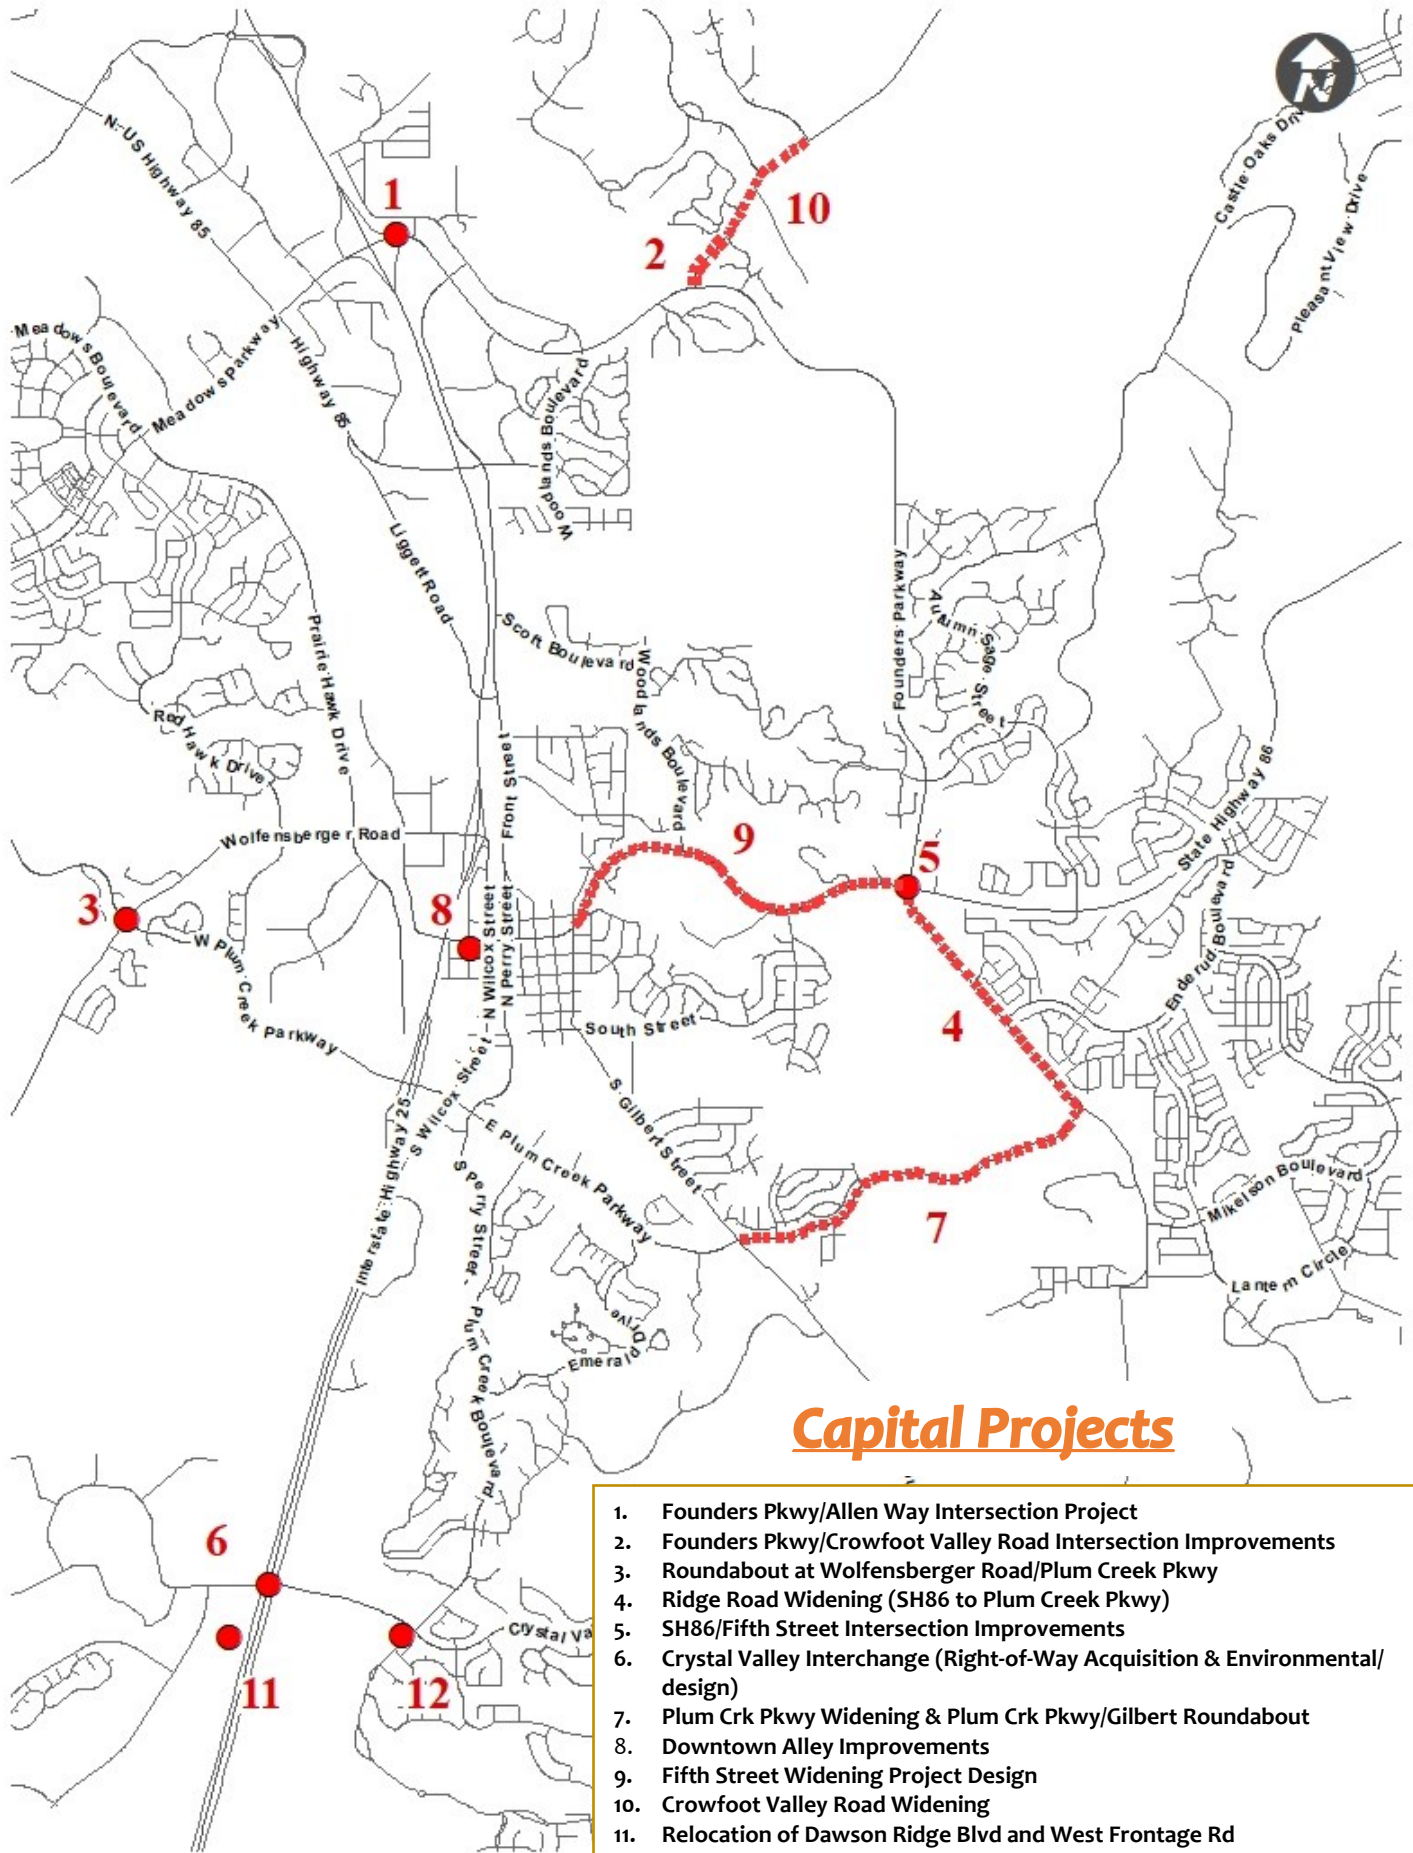 N
N US Highway 85
1
10
2
Castle Oaks Drive
Pleasant View Drive
Meadows Boulevard
Meadows Parkway
Highway 85
Woodlands Boulevard
Liggett Road
Founders Parkway
Autumn Sage Street
Scott Boulevard
Woodlands Boulevard
Prairie Hawk Drive
Red Hawk Drive
Front Street
State Highway 86
Wolfensberger Road
9
5
Enderud Boulevard
3
8
N Wilcox Street
N Perry Street
W Plum Creek Parkway
South Street
4
S Wilcox Street
S Gilbert Street
Interstate Highway 25
E Plum Creek Parkway
S Perry Street
Mikelson Boulevard
7
Lantern Circle
Emerald Drive
Plum Creek Boulevard
6
Crystal Va
11
12
Capital Projects
1. Founders Pkwy/Allen Way Intersection Project
2. Founders Pkwy/Crowfoot Valley Road Intersection Improvements
3. Roundabout at Wolfensberger Road/Plum Creek Pkwy
4. Ridge Road Widening (SH86 to Plum Creek Pkwy)
5. SH86/Fifth Street Intersection Improvements
6. Crystal Valley Interchange (Right-of-Way Acquisition & Environmental/
design)
7. Plum Crk Pkwy Widening & Plum Crk Pkwy/Gilbert Roundabout
8. Downtown Alley Improvements
9. Fifth Street Widening Project Design
10. Crowfoot Valley Road Widening
11. Relocation of Dawson Ridge Blvd and West Frontage Rd